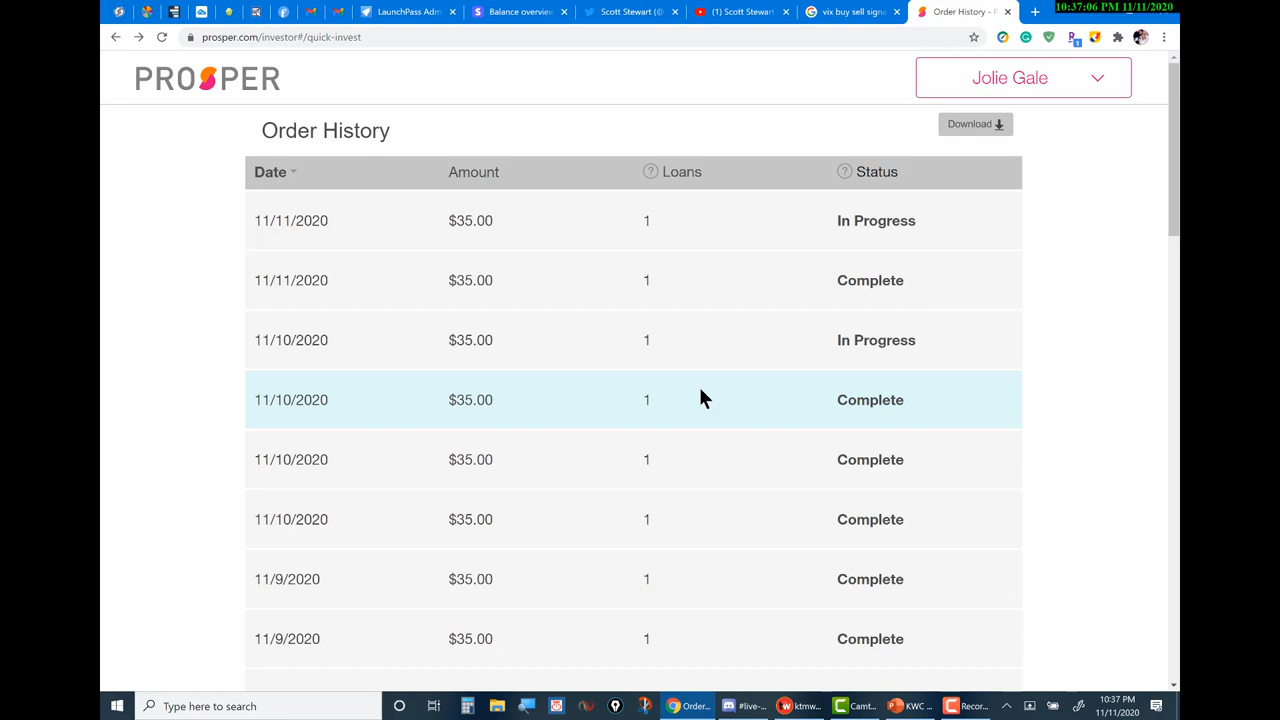 10:37:06 PM 11/11/2020
LaunchPass Adm
Balance overview
Scott Stewart (@
(1) Scott Stewart
vix buy sell signa
Order History - P
prosper.com/investor#/quick-invest
PROSPER
Jolie Gale
Order History
Download
Date Amount ? Loans ? Status
11/11/2020 $35.00 1 In Progress
11/11/2020 $35.00 1 Complete
11/10/2020 $35.00 1 In Progress
11/10/2020 $35.00 1 Complete
11/10/2020 $35.00 1 Complete
11/10/2020 $35.00 1 Complete
11/9/2020 $35.00 1 Complete
11/9/2020 $35.00 1 Complete
Type here to search
Order...
#live-...
ktmw...
Camt...
KWC ...
Recor...
10:37 PM
11/11/2020